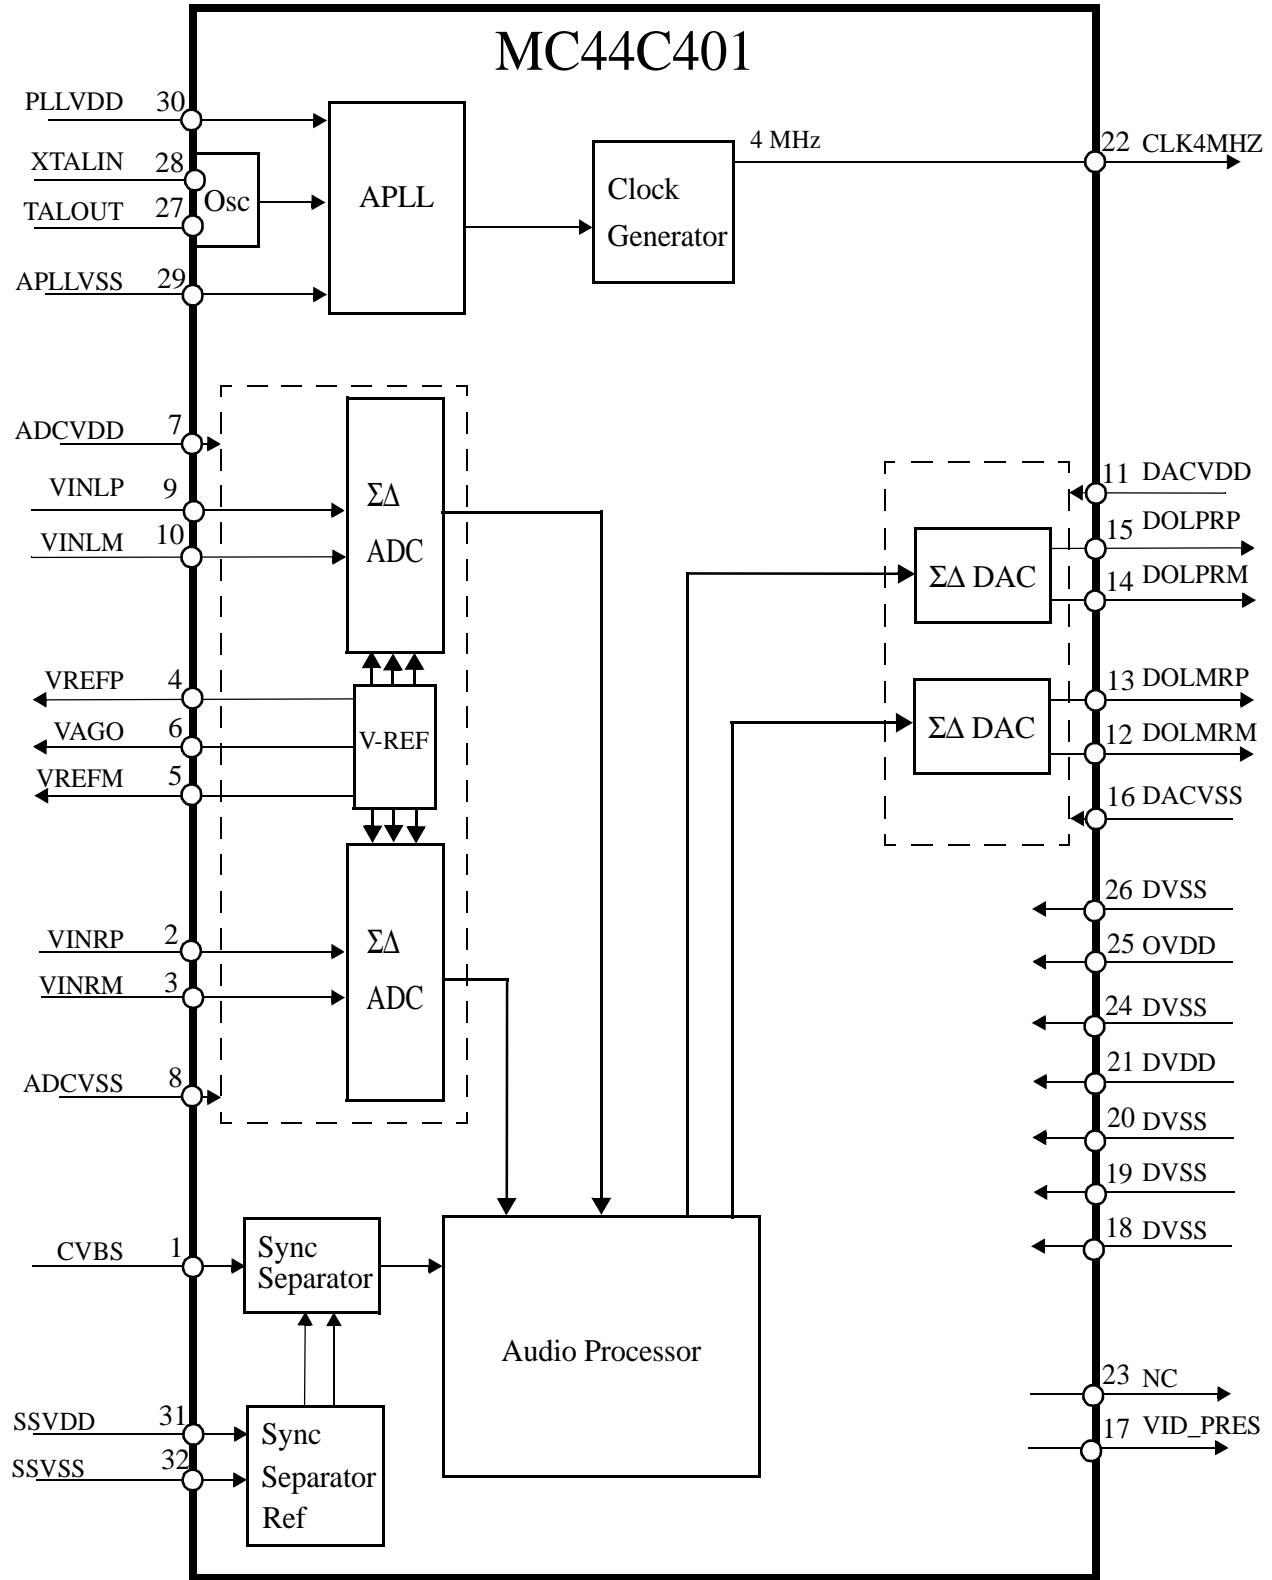 MC44C401
PLLVDD 30
XTALIN 28
TALOUT 27
APLLVSS 29
Osc
APLL
Clock
Generator
4 MHz
22 CLK4MHZ
ADCVDD 7
VINLP 9
VINLM 10
ΣΔ
ADC
VREFP 4
VAGO 6
VREFM 5
V-REF
VINRP 2
VINRM 3
ΣΔ
ADC
ADCVSS 8
11 DACVDD
15 DOLPRP
14 DOLPRM
ΣΔ DAC
13 DOLMRP
12 DOLMRM
ΣΔ DAC
16 DACVSS
26 DVSS
25 OVDD
24 DVSS
21 DVDD
20 DVSS
19 DVSS
18 DVSS
CVBS 1
Sync
Separator
Audio Processor
SSVDD 31
SSVSS 32
Sync
Separator
Ref
23 NC
17 VID_PRES